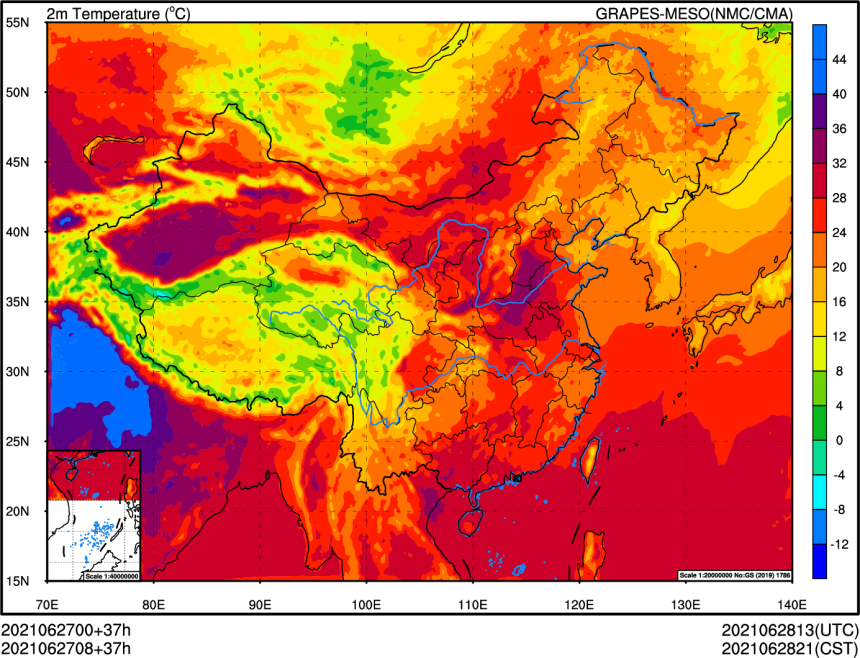 2m Temperature (°C) GRAPES-MESO(NMC/CMA)
55N
50N
45N
40N
35N
30N
25N
20N
15N
44
40
36
32
28
24
20
16
12
8
4
0
-4
-8
-12
Scale 1:40000000
Scale 1:20000000 No:GS (2019) 1786
70E 80E 90E 100E 110E 120E 130E 140E
2021062700+37h 2021062813(UTC)
2021062708+37h 2021062821(CST)